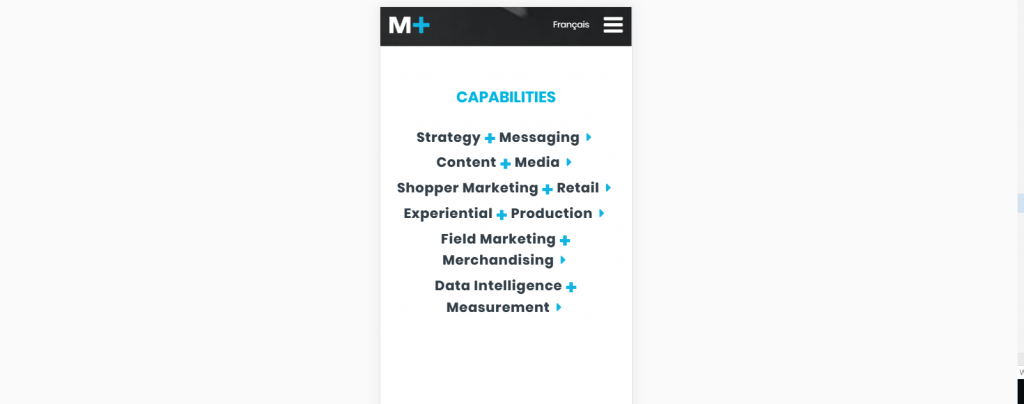 M+
Français
CAPABILITIES
Strategy + Messaging
Content + Media
Shopper Marketing + Retail
Experiential + Production
Field Marketing +
Merchandising
Data Intelligence +
Measurement